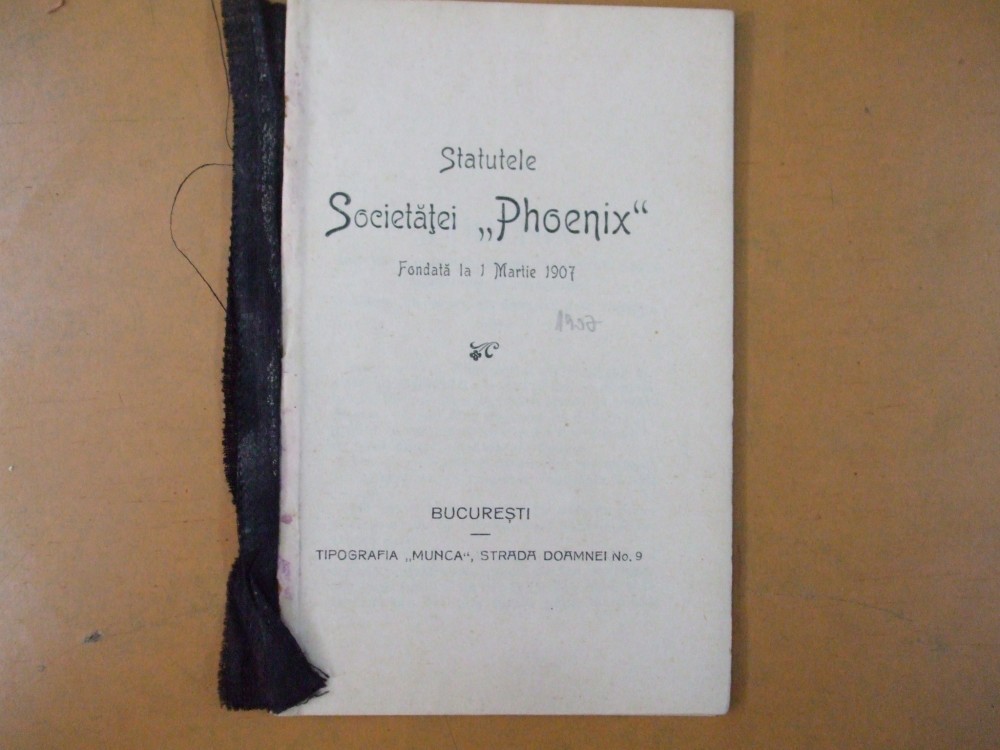 Statutele
Societăţei „Phoenix“
Fondată la 1 Martie 1907
1907
BUCUREŞTI
TIPOGRAFIA „MUNCA“, STRADA DOAMNEI No. 9